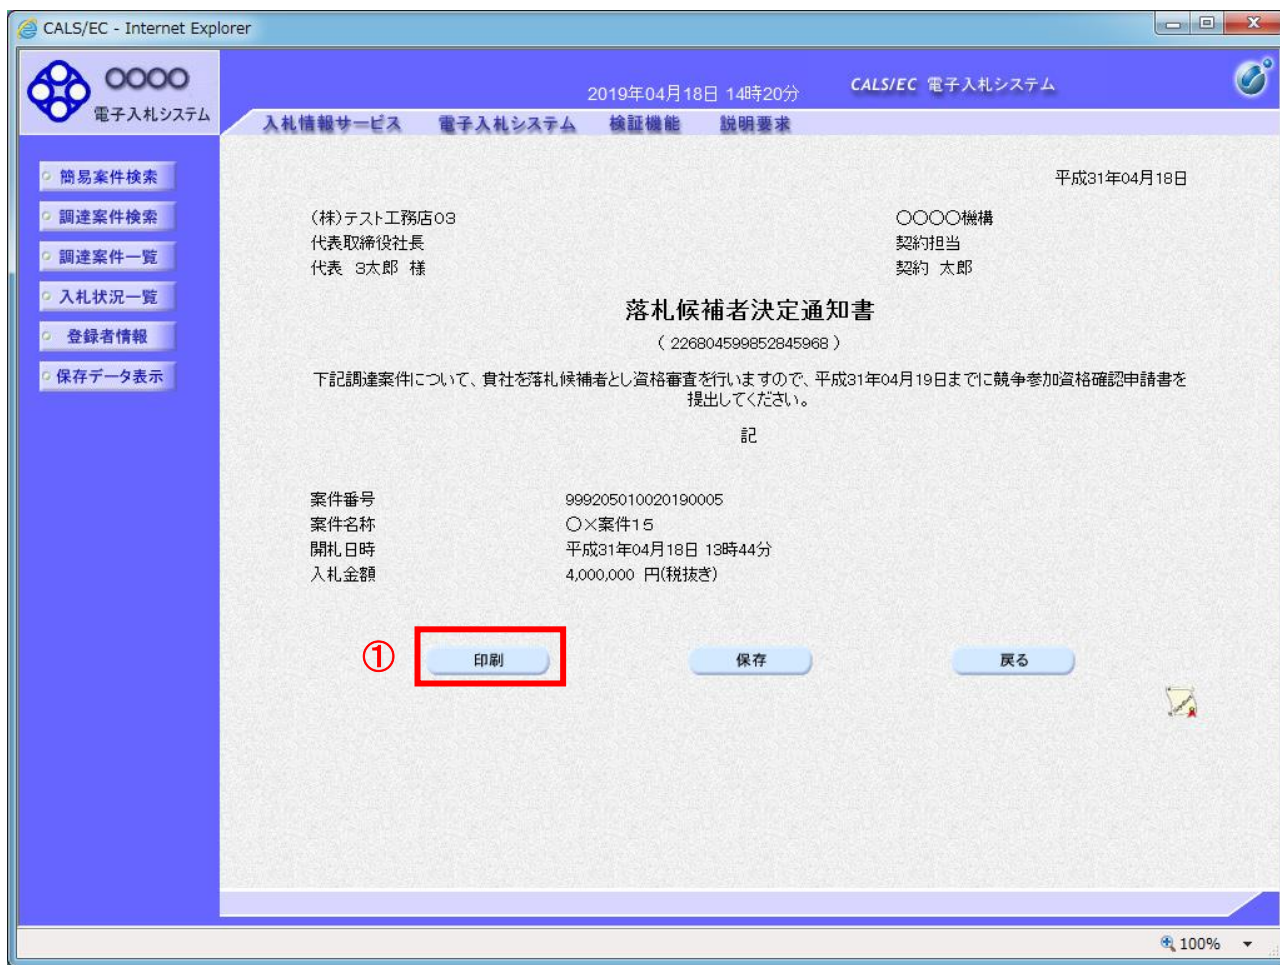 CALS/EC - Internet Explorer
〇〇〇〇
電子入札システム
2019年04月18日 14時20分
CALS/EC 電子入札システム
入札情報サービス 電子入札システム 検証機能 説明要求
簡易案件検索
調達案件検索
調達案件一覧
入札状況一覧
登録者情報
保存データ表示
平成31年04月18日
(株)テスト工務店03
代表取締役社長
代表 3太郎 様
〇〇〇〇機構
契約担当
契約 太郎
落札候補者決定通知書
( 226804599852845968 )
下記調達案件について、貴社を落札候補者とし資格審査を行いますので、平成31年04月19日までに競争参加資格確認申請書を
提出してください。
記
案件番号 999205010020190005
案件名称 〇×案件15
開札日時 平成31年04月18日 13時44分
入札金額 4,000,000 円(税抜き)
① 印刷 保存 戻る
100%